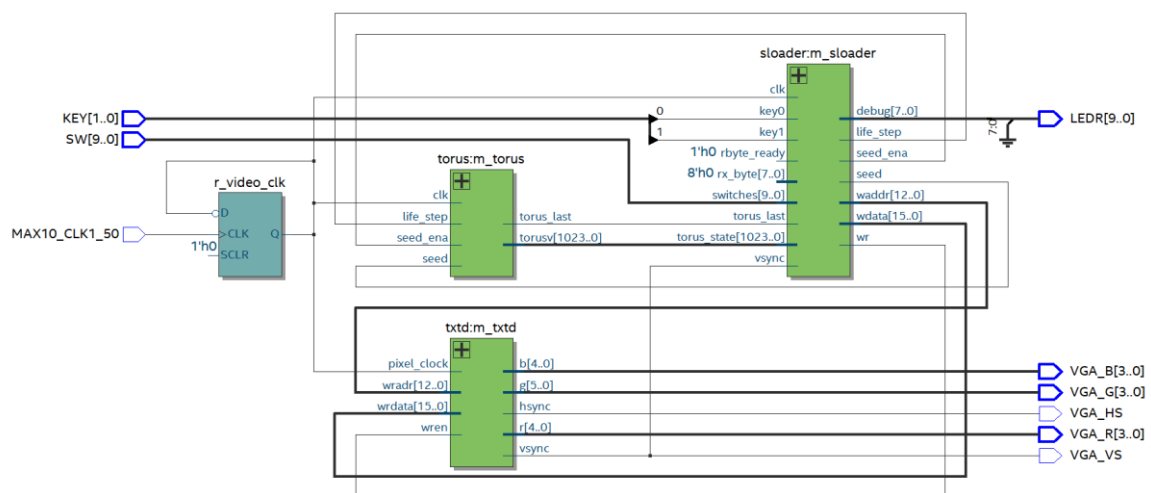 sloader:m_sloader
clk
KEY[1..0]
0
key0
debug[7..0]
LEDR[9..0]
SW[9..0]
1
key1
life_step
7:0
1'h0 rbyte_ready
seed_ena
torus:m_torus
8'h0 rx_byte[7..0]
seed
r_video_clk
clk
switches[9..0]
waddr[12..0]
D
life_step
torus_last
torus_last
wdata[15..0]
MAX10_CLK1_50
CLK
Q
seed_ena
torusv[1023..0]
torus_state[1023..0]
wr
1'h0
SCLR
seed
vsync
txtd:m_txtd
pixel_clock
b[4..0]
VGA_B[3..0]
wradr[12..0]
g[5..0]
VGA_G[3..0]
wrdata[15..0]
hsync
VGA_HS
wren
r[4..0]
VGA_R[3..0]
vsync
VGA_VS